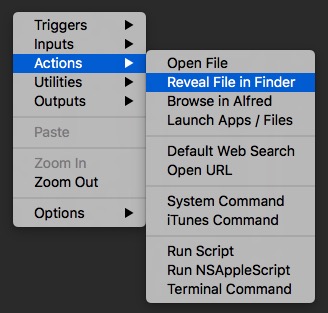 Triggers
Inputs
Actions
Utilities
Outputs
Paste
Zoom In
Zoom Out
Options
Open File
Reveal File in Finder
Browse in Alfred
Launch Apps / Files
Default Web Search
Open URL
System Command
iTunes Command
Run Script
Run NSAppleScript
Terminal Command